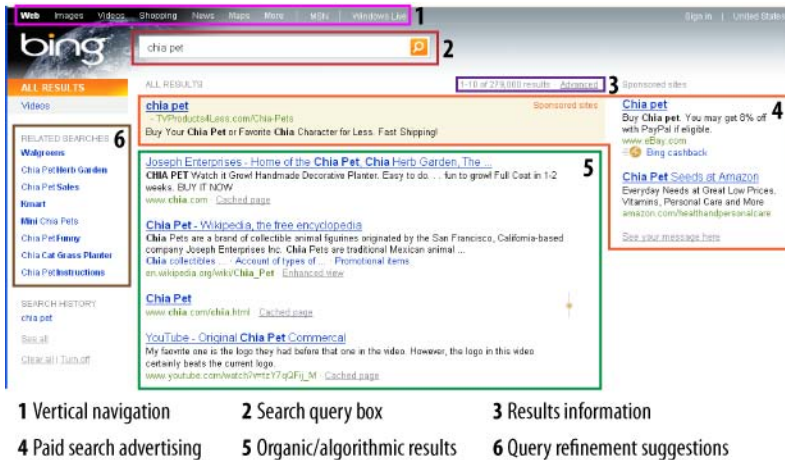 Web Images Videos Shopping News Maps More MSN Windows Live 1 Sign in United States
bing
chia pet 2
ALL RESULTS
ALL RESULTS 1-10 of 279,000 results · Advanced 3 Sponsored sites
Videos
chia pet Sponsored sites
- TVProducts4Less.com/Chia-Pets
Buy Your Chia Pet or Favorite Chia Character for Less. Fast Shipping!
Chia pet 4
Buy Chia pet. You may get 8% off
with PayPal if eligible.
www.eBay.com
Bing cashback
Chia Pet Seeds at Amazon
Everyday Needs at Great Low Prices.
Vitamins, Personal Care and More
amazon.com/healthandpersonalcare
See your message here
RELATED SEARCHES 6
Walgreens
Chia Pet Herb Garden
Chia Pet Sales
Kmart
Mini Chia Pets
Chia Pet Funny
Chia Cat Grass Planter
Chia Pet Instructions
SEARCH HISTORY
chia pet
See all
Clear all | Turn off
Joseph Enterprises - Home of the Chia Pet, Chia Herb Garden, The ... 5
CHIA PET Watch it Grow! Handmade Decorative Planter. Easy to do. . . fun to grow! Full Coat in 1-2
weeks. BUY IT NOW
www.chia.com · Cached page
Chia Pet - Wikipedia, the free encyclopedia
Chia Pets are a brand of collectible animal figurines originated by the San Francisco, California-based
company Joseph Enterprises Inc. Chia Pets are traditional Mexican animal ...
Chia collectibles ... · Account of types of ... · Promotional items
en.wikipedia.org/wiki/Chia_Pet · Enhanced view
Chia Pet
www.chia.com/chia.html · Cached page
YouTube - Original Chia Pet Commercal
My favorite one is the logo they had before that one in the video. However, the logo in this video
certainly beats the current logo.
www.youtube.com/watch?v=tzY7qQFij_M · Cached page
1 Vertical navigation 2 Search query box 3 Results information
4 Paid search advertising 5 Organic/algorithmic results 6 Query refinement suggestions